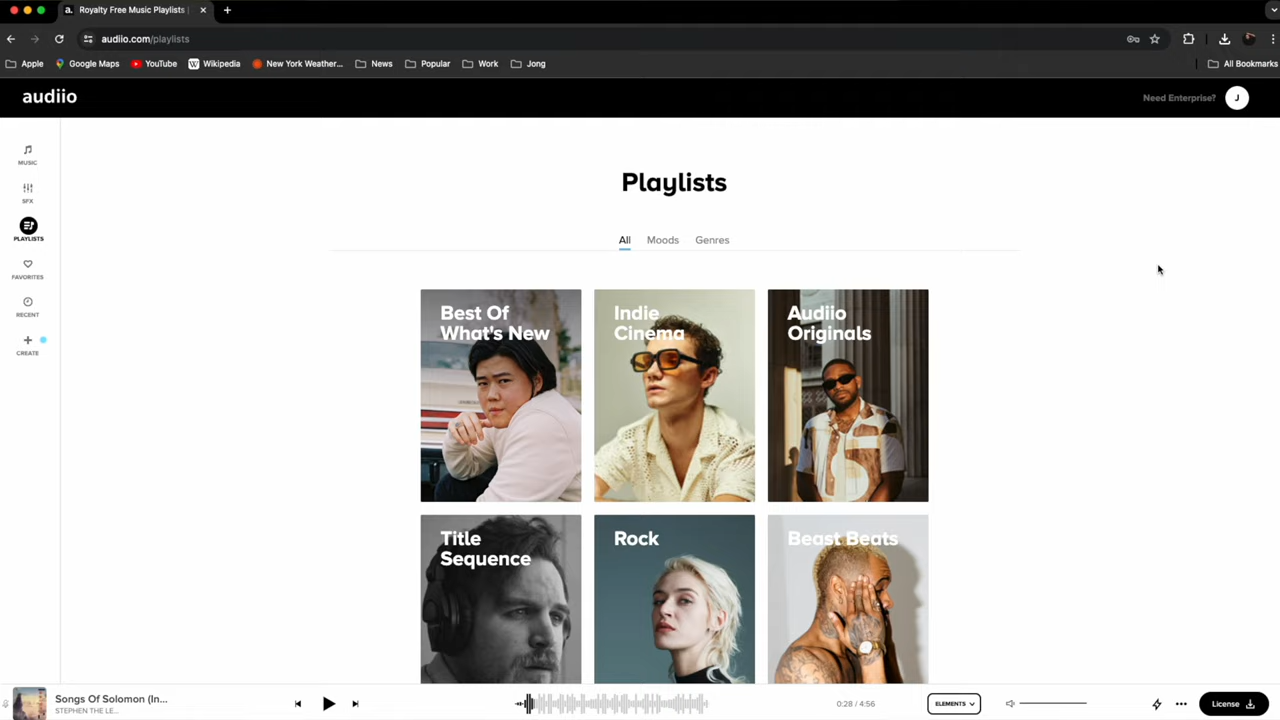 Royalty Free Music Playlists |
audiio.com/playlists
Apple
Google Maps
YouTube
Wikipedia
New York Weather...
News
Popular
Work
Jong
All Bookmarks
audiio
Need Enterprise?
J
MUSIC
SFX
PLAYLISTS
FAVORITES
RECENT
CREATE
Playlists
All
Moods
Genres
Best Of
What's New
Indie
Cinema
Audiio
Originals
Title
Sequence
Rock
Beast Beats
Songs Of Solomon (In...
STEPHEN THE LE...
0:28 / 4:56
ELEMENTS
License